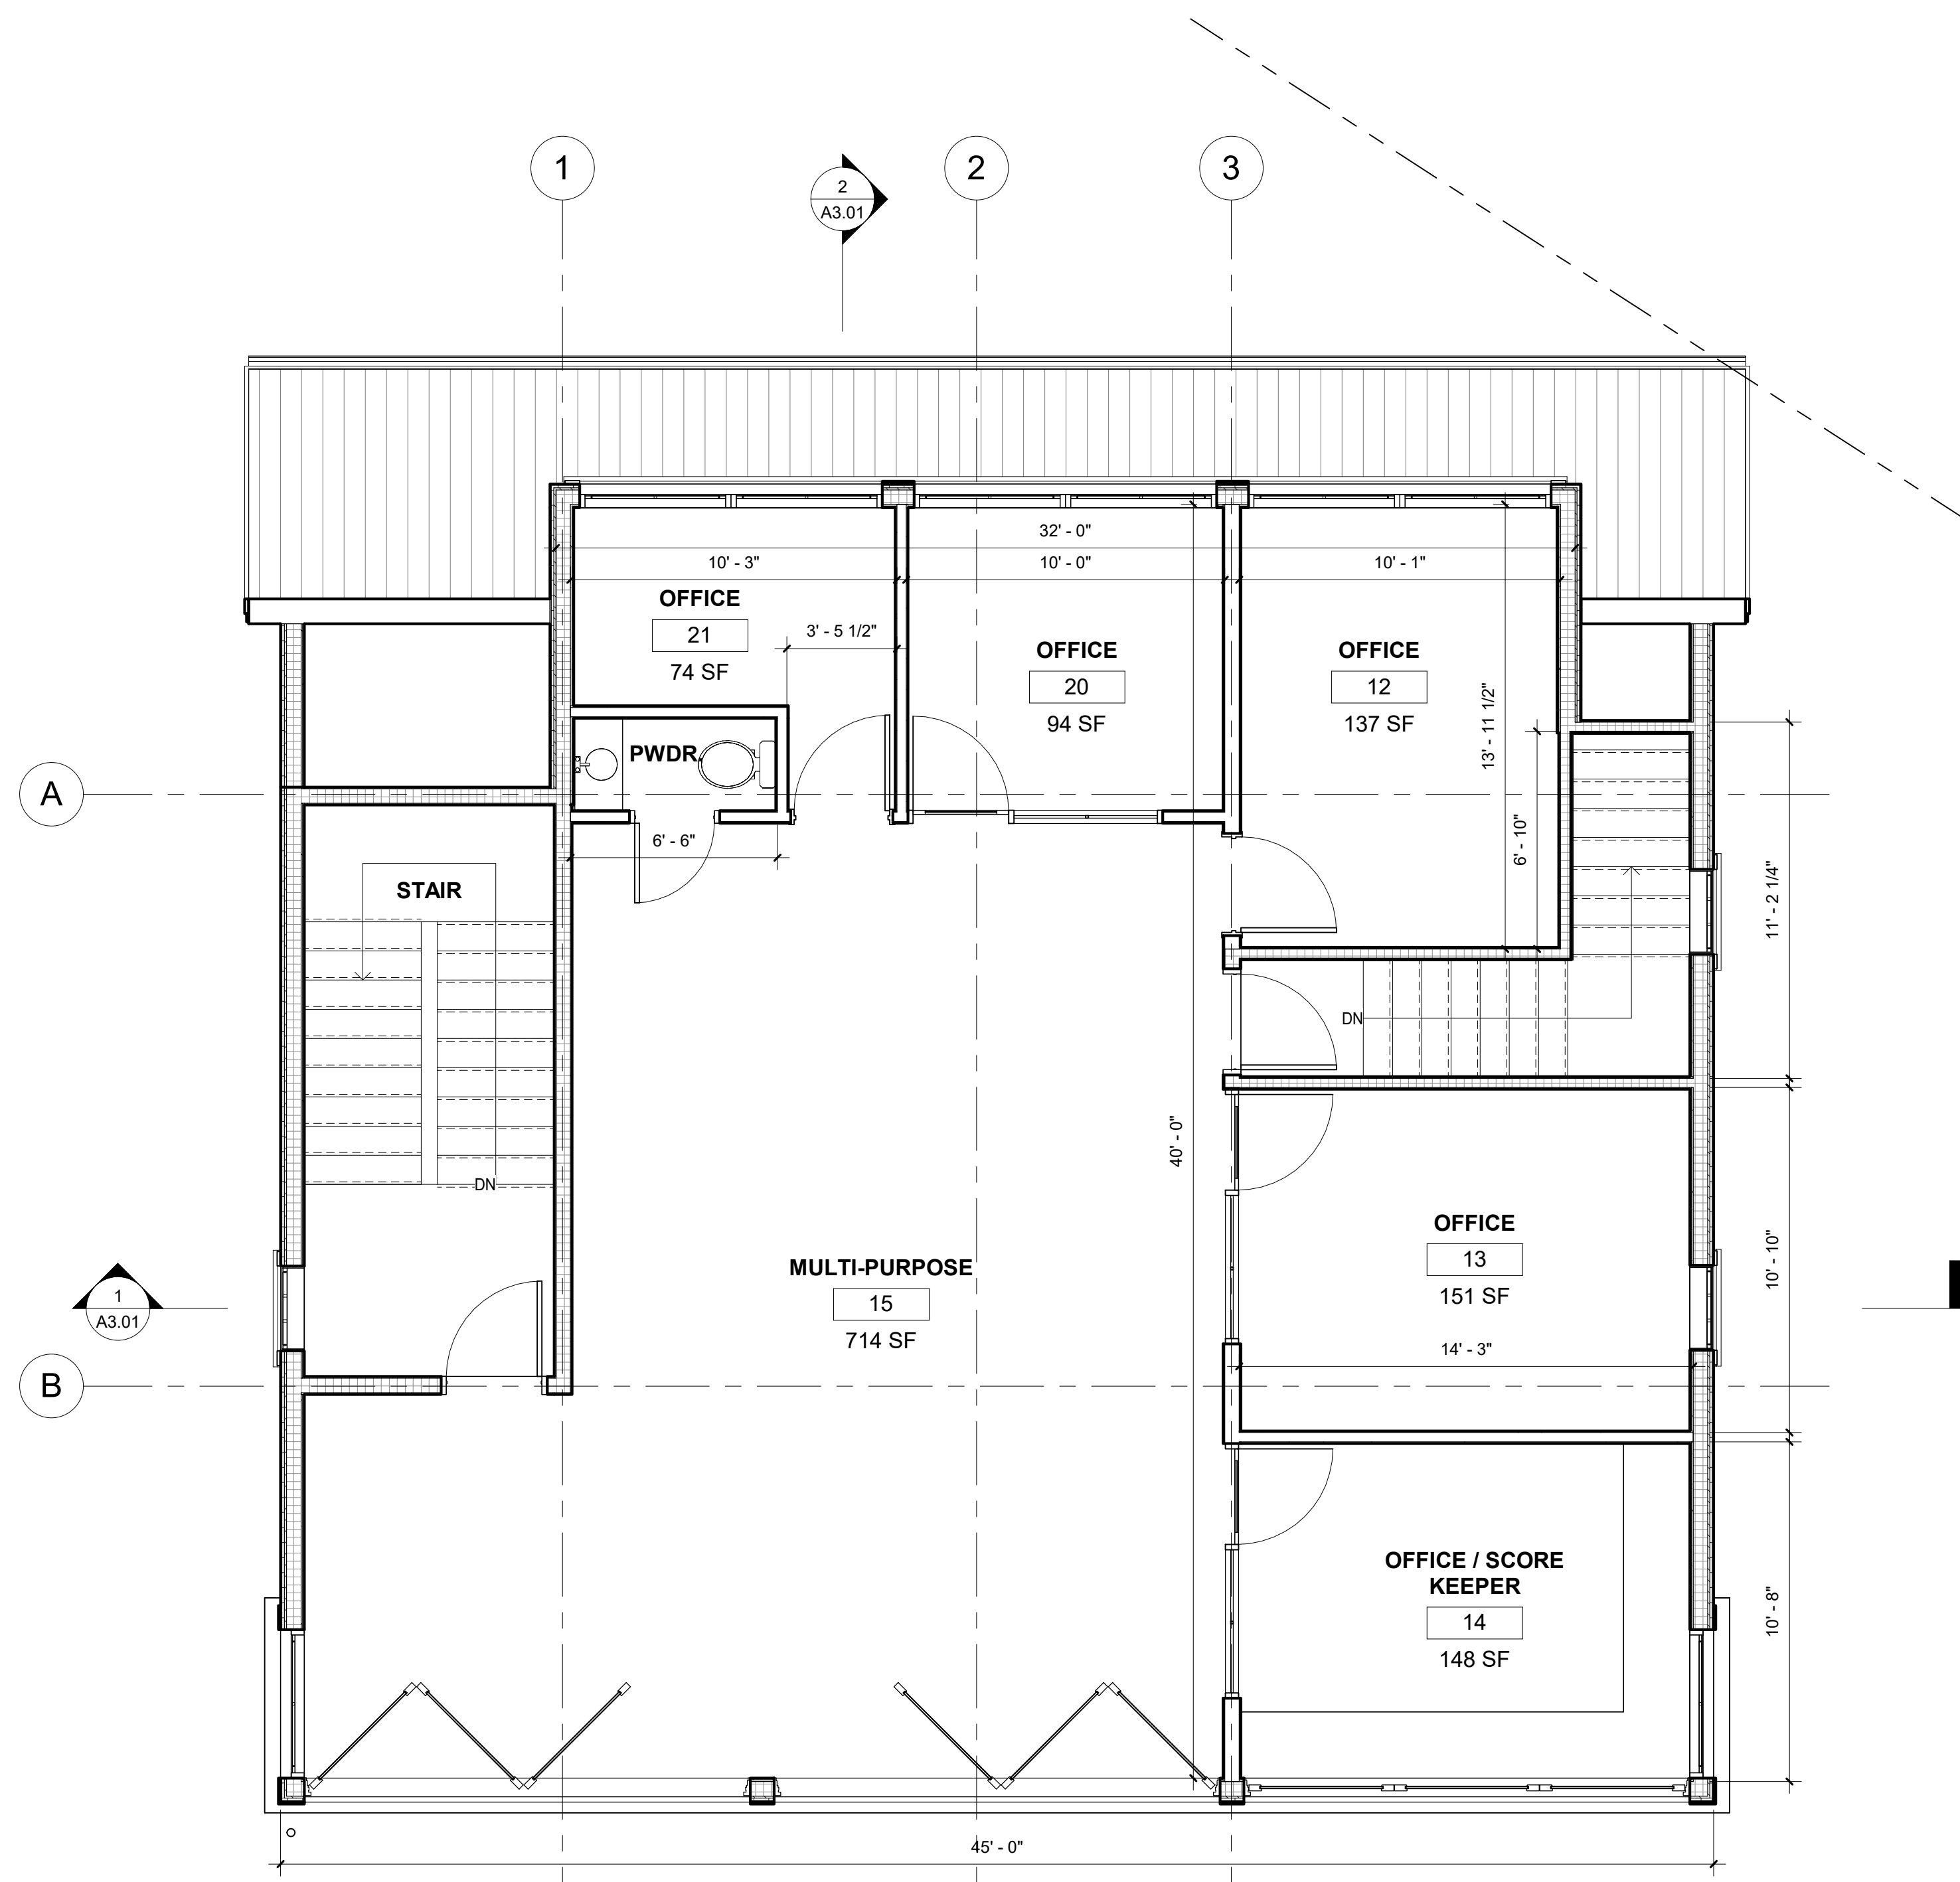 1
2
3
2
A3.01
32' - 0"
10' - 3"
10' - 0"
10' - 1"
OFFICE
21
74 SF
3' - 5 1/2"
OFFICE
20
94 SF
OFFICE
12
137 SF
13' - 11 1/2"
PWDR.
A
6' - 6"
6' - 10"
11' - 2 1/4"
STAIR
DN
DN
40' - 0"
OFFICE
13
151 SF
10' - 10"
MULTI-PURPOSE
15
714 SF
1
A3.01
14' - 3"
B
OFFICE / SCORE
KEEPER
14
148 SF
10' - 8"
45' - 0"